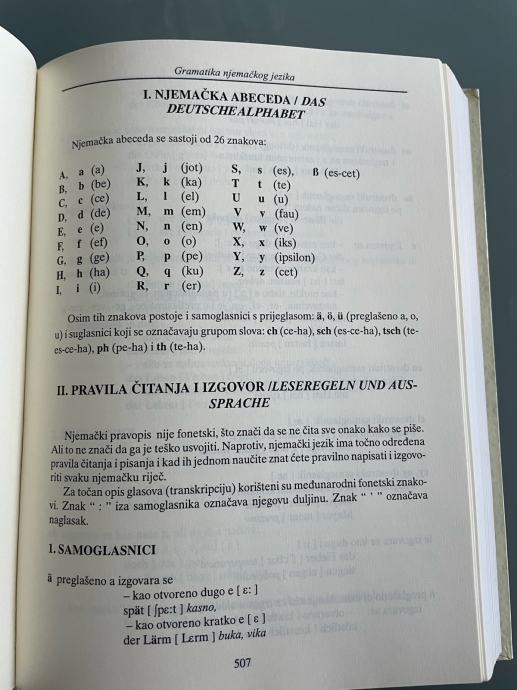 Gramatika njemačkog jezika
I. NJEMAČKA ABECEDA / DAS
DEUTSCHE ALPHABET
Njemačka abeceda se sastoji od 26 znakova:
A, a (a) J, j (jot) S, s (es), ß (es-cet)
B, b (be) K, k (ka) T t (te)
C, c (ce) L, l (el) U u (u)
D, d (de) M, m (em) V v (fau)
E, e (e) N, n (en) W, w (ve)
F, f (ef) O, o (o) X, x (iks)
G, g (ge) P, p (pe) Y, y (ipsilon)
H, h (ha) Q, q (ku) Z, z (cet)
I, i (i) R, r (er)
Osim tih znakova postoje i samoglasnici s prijeglasom: ä, ö, ü (preglašeno a, o,
u) i suglasnici koji se označavaju grupom slova: ch (ce-ha), sch (es-ce-ha), tsch (te-
es-ce-ha), ph (pe-ha) i th (te-ha).
II. PRAVILA ČITANJA I IZGOVOR /LESEREGELN UND AUS-
SPRACHE
Njemački pravopis nije fonetski, što znači da se ne čita sve onako kako se piše.
Ali to ne znači da ga je teško usvojiti. Naprotiv, njemački jezik ima točno određena
pravila čitanja i pisanja i kad ih jednom naučite znat ćete pravilno napisati i izgovo-
riti svaku njemačku riječ.
Za točan opis glasova (transkripciju) korišteni su međunarodni fonetski znako-
vi. Znak “ : ” iza samoglasnika označava njegovu duljinu. Znak “ ' ” označava
naglasak.
1. SAMOGLASNICI
ä preglašeno a izgovara se
– kao otvoreno dugo e [ ɛ: ]
spät [ ʃpɛ:t ] kasno,
– kao otvoreno kratko e [ ɛ ]
der Lärm [ Lɛrm ] buka, vika
507